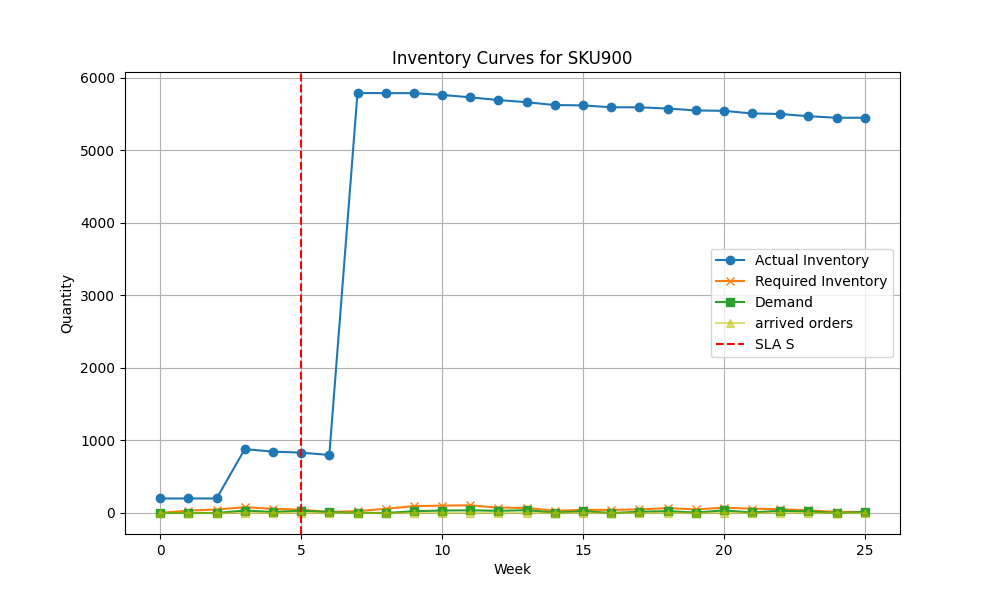 Inventory Curves for SKU900
6000
5000
4000
3000
2000
1000
0
Quantity
Actual Inventory
Required Inventory
Demand
arrived orders
SLA S
0 5 10 15 20 25
Week